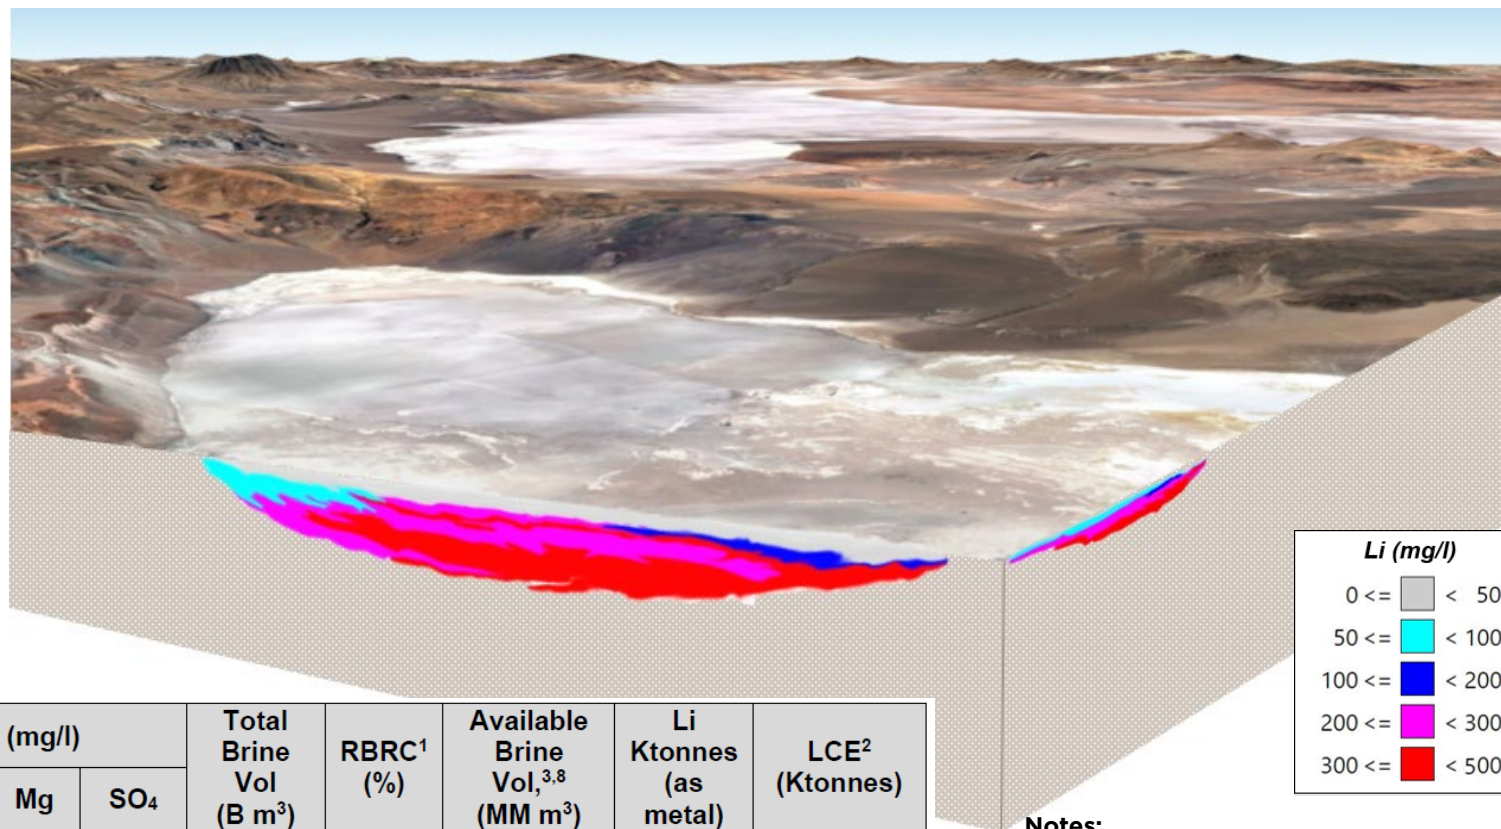 Li (mg/l)
0 <= < 50
50 <= < 100
100 <= < 200
200 <= < 300
300 <= < 500
(mg/l)
Mg
SO₄
Total
Brine
Vol
(B m³)
RBRC¹
(%)
Available
Brine
Vol,³,⁸
(MM m³)
Li
Ktonnes
(as
metal)
LCE²
(Ktonnes)
Notes: